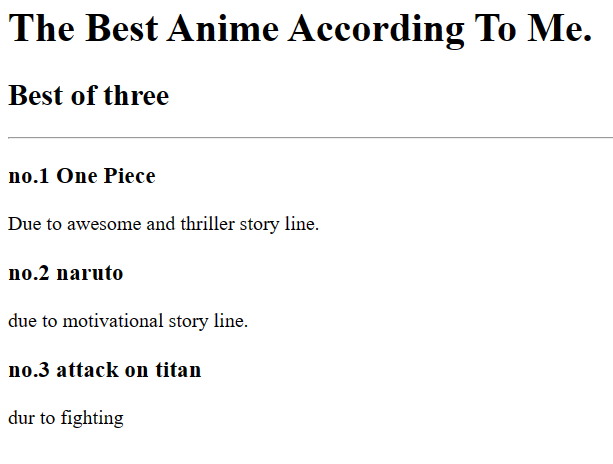 The Best Anime According To Me.
Best of three
no.1 One Piece
Due to awesome and thriller story line.
no.2 naruto
due to motivational story line.
no.3 attack on titan
dur to fighting